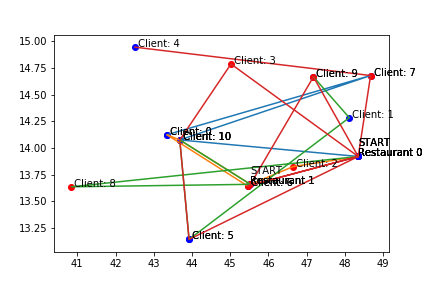 15.00
14.75
14.50
14.25
14.00
13.75
13.50
13.25
41
42
43
44
45
46
47
48
49
Client: 4
Client: 3
Client: 9
Client: 7
Client: 1
Client: 0
Client: 10
START
Restaurant 0
Client: 2
START
Restaurant 1
Client: 8
Client: 5